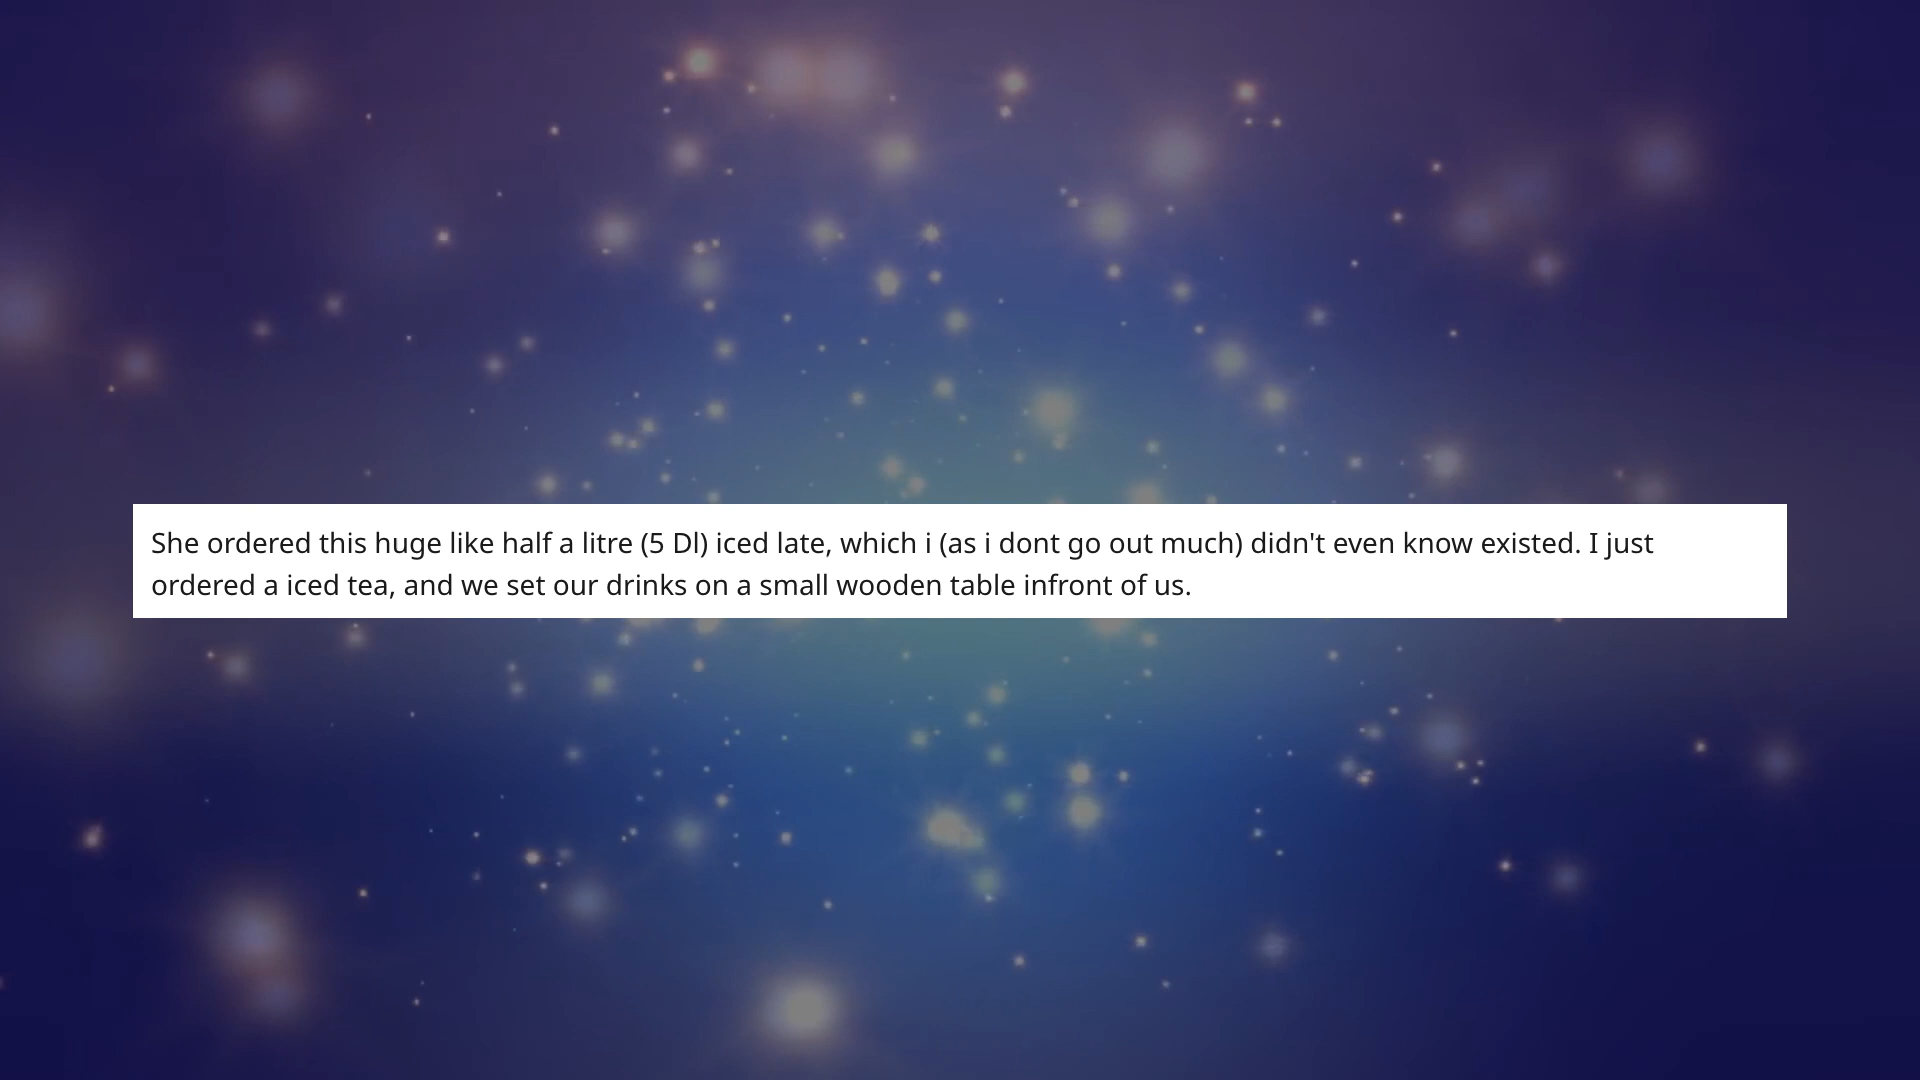 She ordered this huge like half a litre (5 Dl) iced late, which i (as i dont go out much) didn't even know existed. I just
ordered a iced tea, and we set our drinks on a small wooden table infront of us.